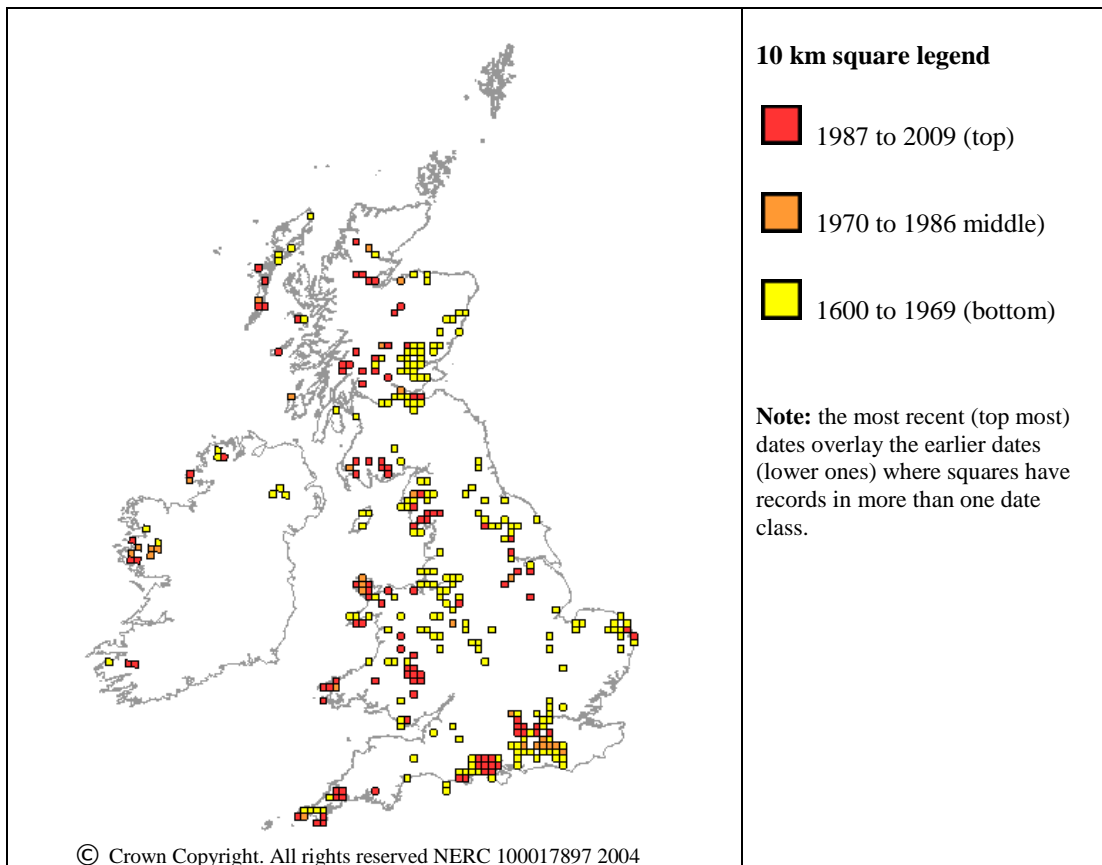 10 km square legend
1987 to 2009 (top)
1970 to 1986 middle)
1600 to 1969 (bottom)
Note: the most recent (top most)
dates overlay the earlier dates
(lower ones) where squares have
records in more than one date
class.
© Crown Copyright. All rights reserved NERC 100017897 2004